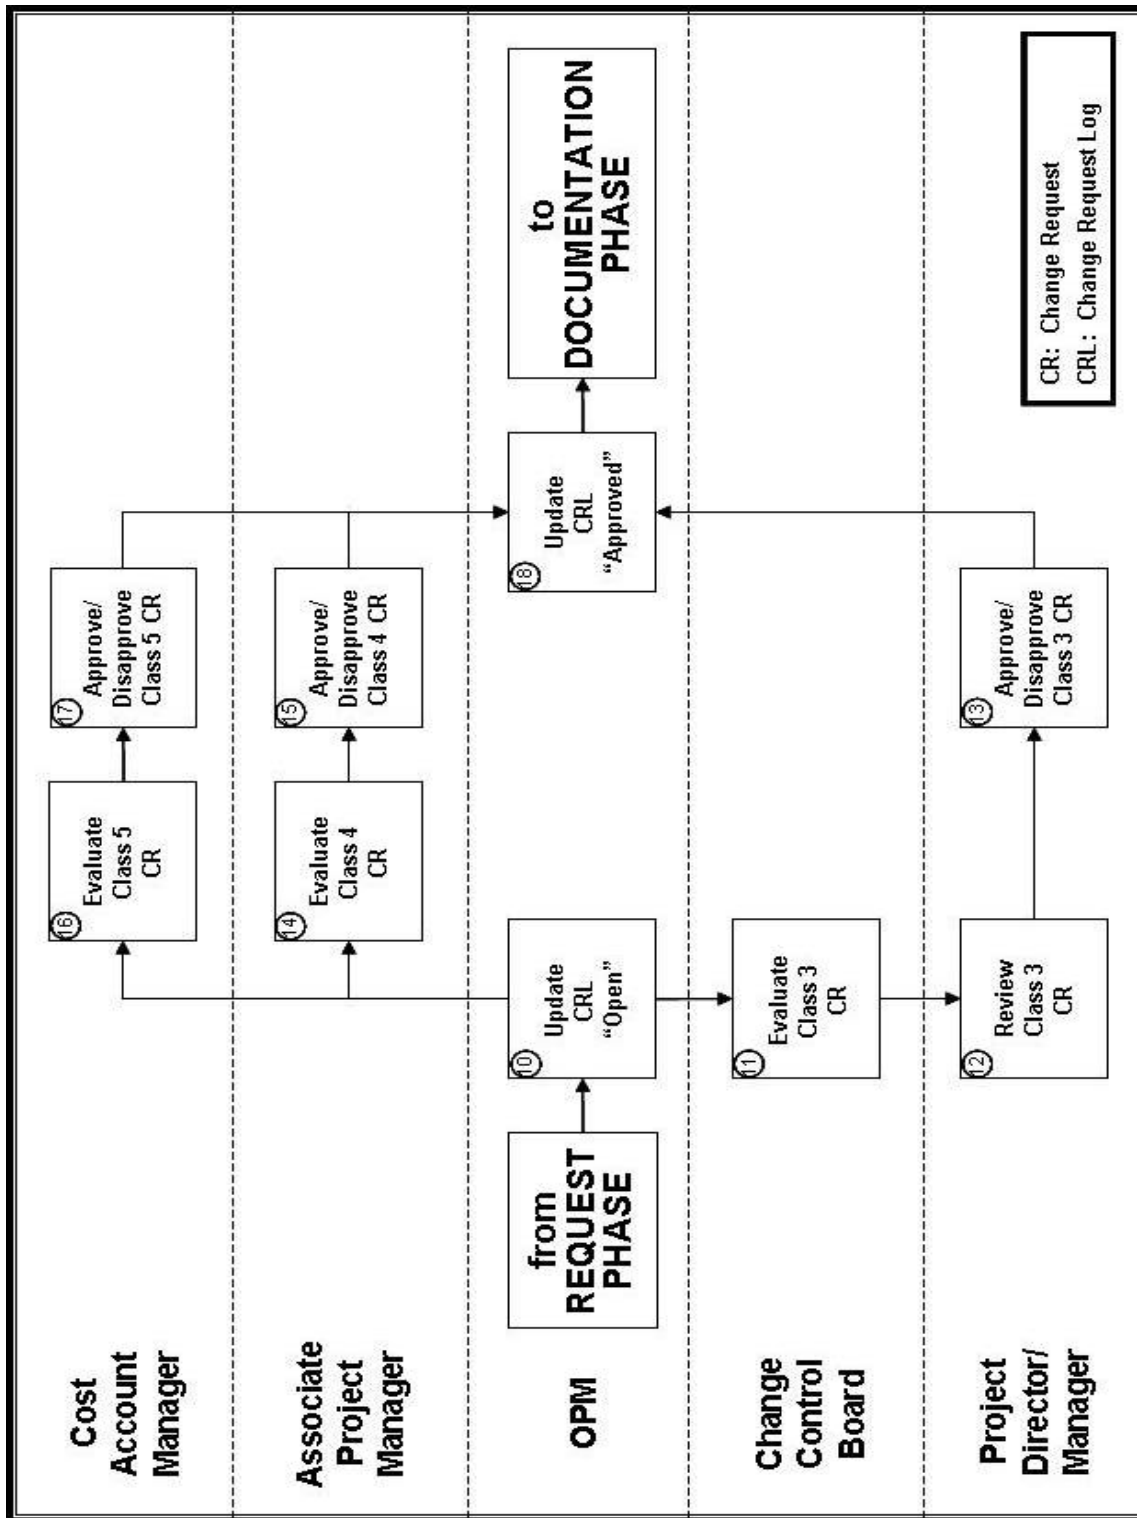 Cost
Account
Manager
16
Evaluate
Class 5
CR
17
Approve/
Disapprove
Class 5 CR
Associate
Project
Manager
14
Evaluate
Class 4
CR
15
Approve/
Disapprove
Class 4 CR
OPM
from
REQUEST
PHASE
10
Update
CRL
“Open”
18
Update
CRL
“Approved”
to
DOCUMENTATION
PHASE
Change
Control
Board
11
Evaluate
Class 3
CR
Project
Director/
Manager
12
Review
Class 3
CR
13
Approve/
Disapprove
Class 3 CR
CR: Change Request
CRL: Change Request Log